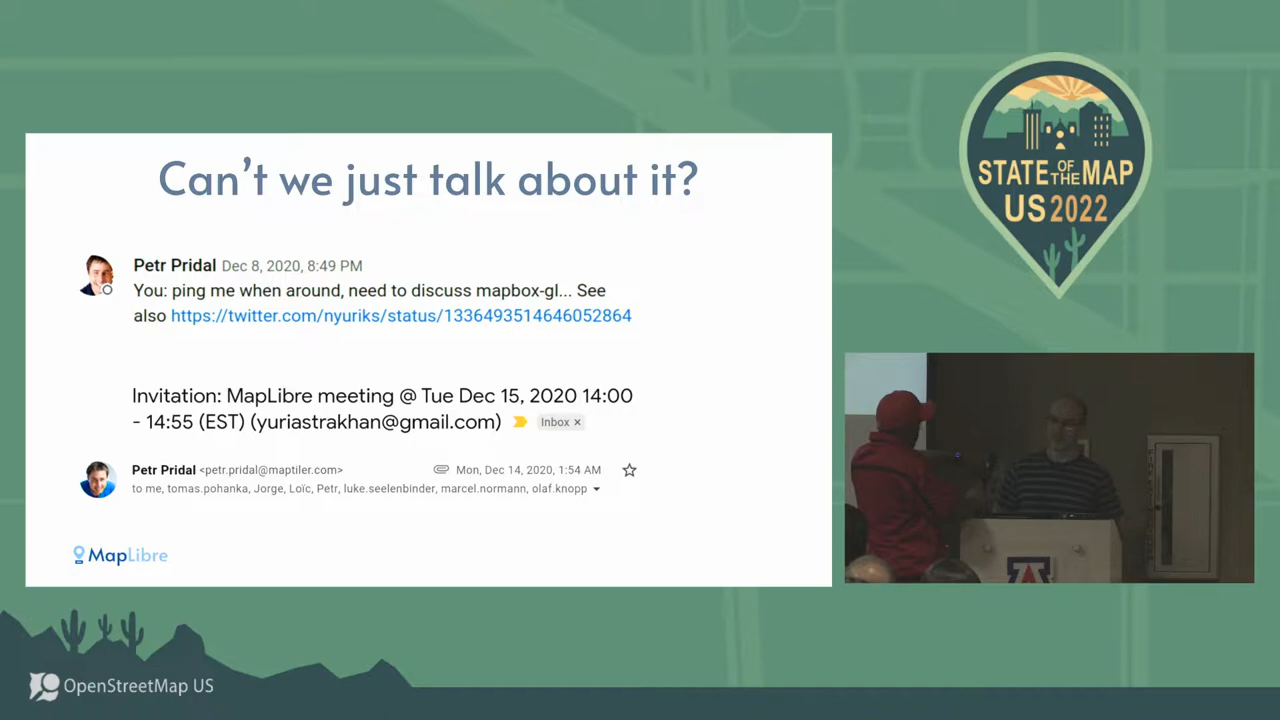 Can't we just talk about it?
Petr Pridal Dec 8, 2020, 8:49 PM
You: ping me when around, need to discuss mapbox-gl... See
also https://twitter.com/nyuriks/status/1336493514646052864
Invitation: MapLibre meeting @ Tue Dec 15, 2020 14:00
- 14:55 (EST) (yuriastrakhan@gmail.com) Inbox ×
Petr Pridal <petr.pridal@maptiler.com> Mon, Dec 14, 2020, 1:54 AM
to me, tomas.pohanka, Jorge, Loïc, Petr, luke.seelenbinder, marcel.normann, olaf.knopp
MapLibre
STATE OF THE MAP
US 2022
A
OpenStreetMap US